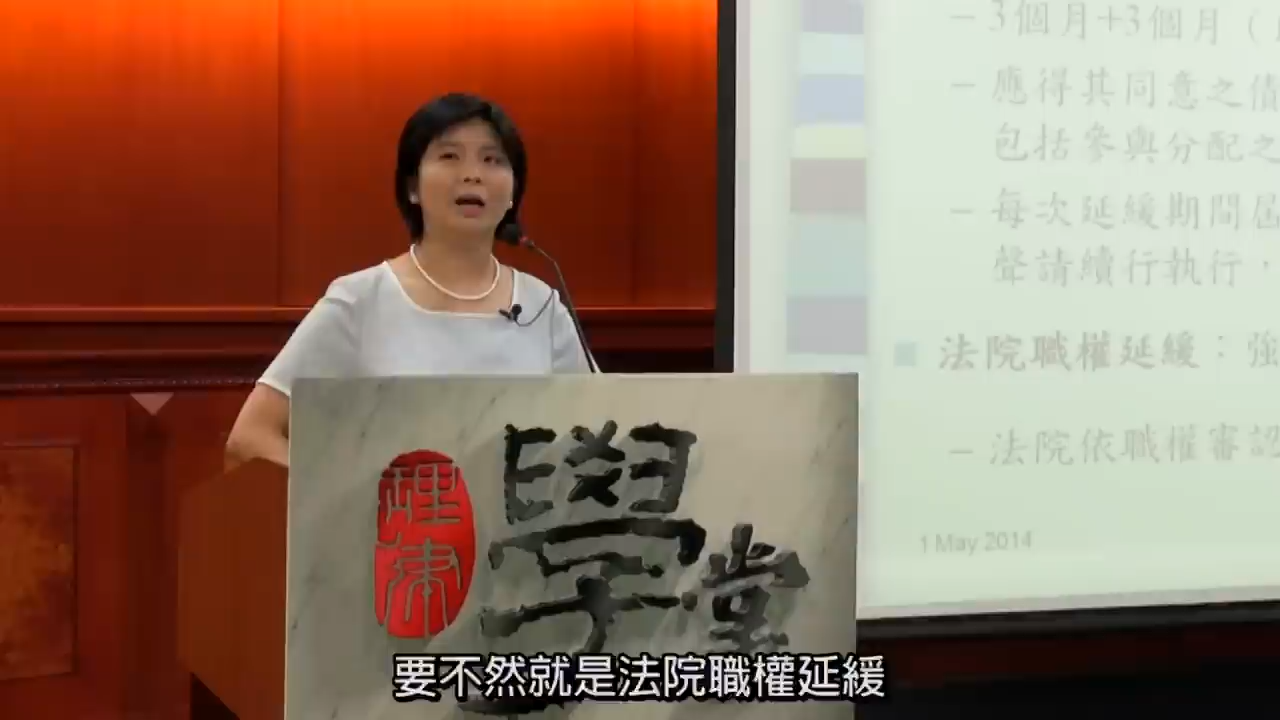 – 3個月+3個月（
– 應得其同意之債
包括參與分配之
– 每次延緩期間屆
聲請續行執行，
法院職權延緩：強
– 法院依職權審認
1 May 2014
理律
學堂
要不然就是法院職權延緩